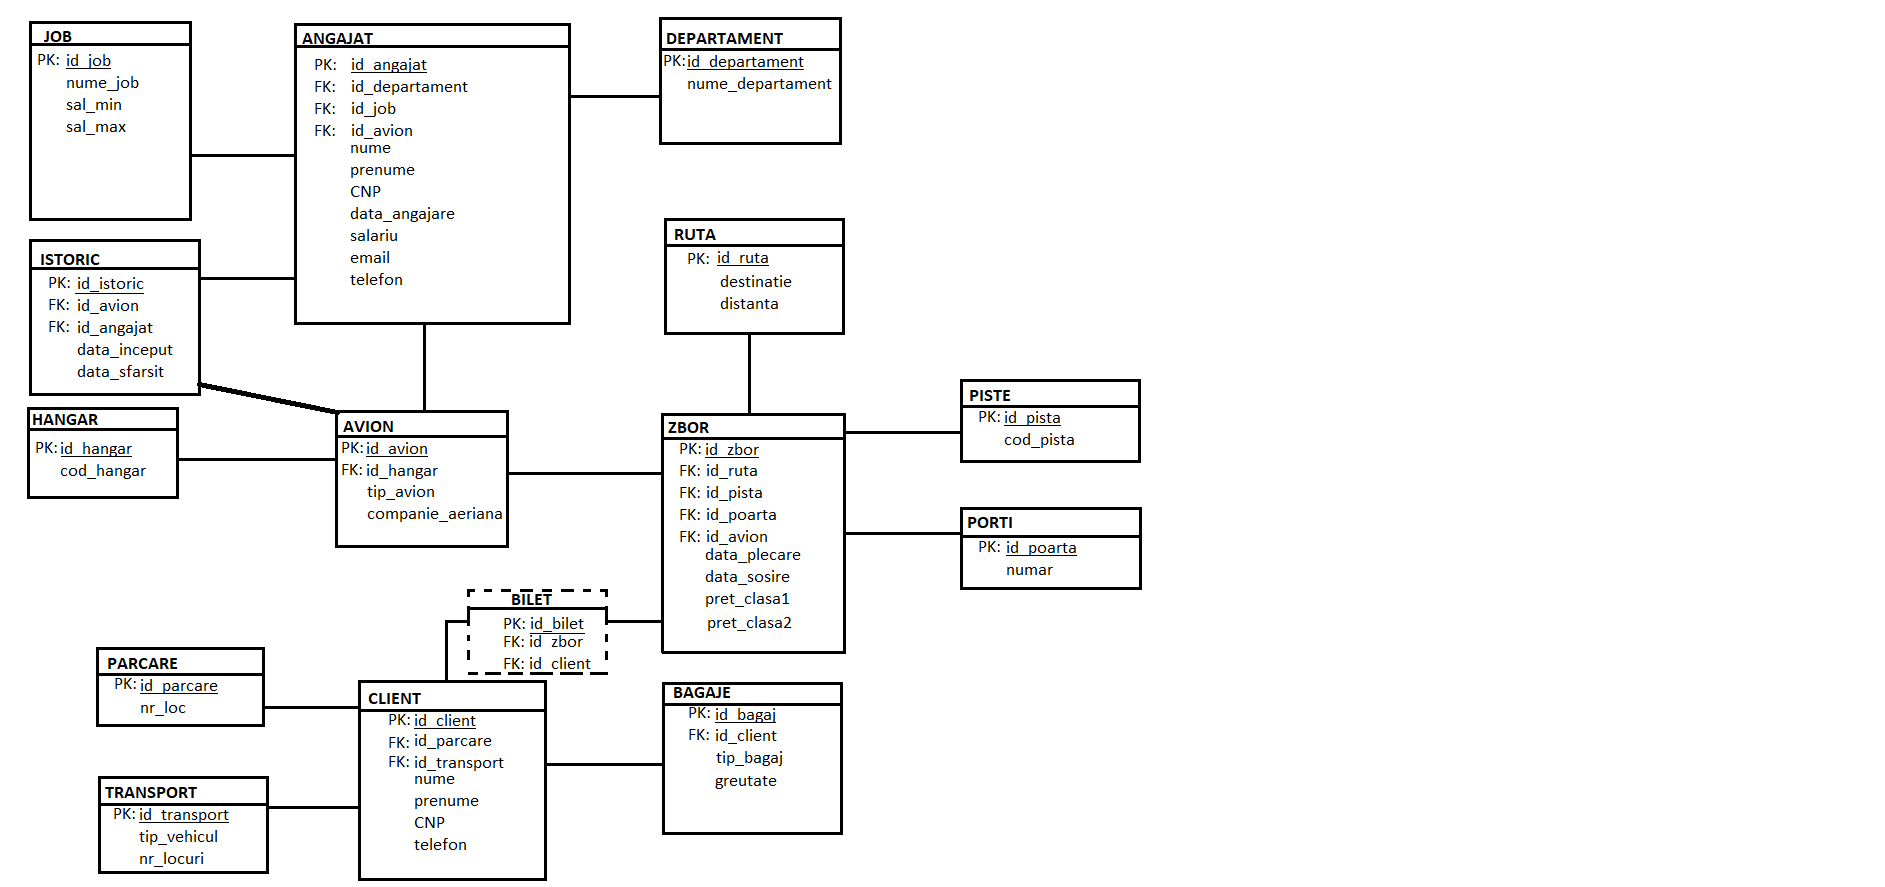 JOB
PK: id_job
nume_job
sal_min
sal_max
ANGAJAT
PK: id_angajat
FK: id_departament
FK: id_job
FK: id_avion
nume
prenume
CNP
data_angajare
salariu
email
telefon
DEPARTAMENT
PK: id_departament
nume_departament
ISTORIC
PK: id_istoric
FK: id_avion
FK: id_angajat
data_inceput
data_sfarsit
RUTA
PK: id_ruta
destinatie
distanta
HANGAR
PK: id_hangar
cod_hangar
AVION
PK: id_avion
FK: id_hangar
tip_avion
companie_aeriana
ZBOR
PK: id_zbor
FK: id_ruta
FK: id_pista
FK: id_poarta
FK: id_avion
data_plecare
data_sosire
pret_clasa1
pret_clasa2
PISTE
PK: id_pista
cod_pista
PORTI
PK: id_poarta
numar
BILET
PK: id_bilet
FK: id_zbor
FK: id_client
PARCARE
PK: id_parcare
nr_loc
CLIENT
PK: id_client
FK: id_parcare
FK: id_transport
nume
prenume
CNP
telefon
BAGAJE
PK: id_bagaj
FK: id_client
tip_bagaj
greutate
TRANSPORT
PK: id_transport
tip_vehicul
nr_locuri